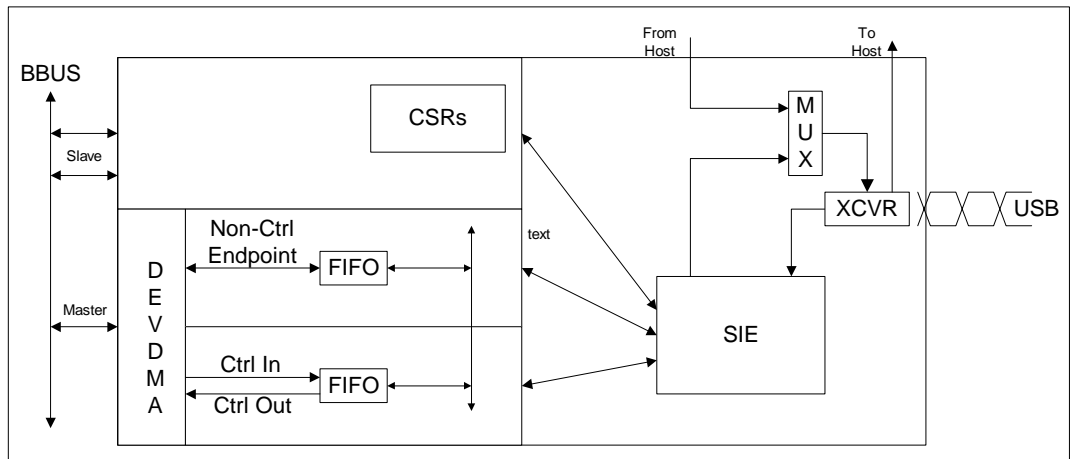 From
Host
To
Host
BBUS
CSRs
M
U
X
Slave
XCVR
USB
Non-Ctrl
Endpoint
text
FIFO
D
E
V
D
M
A
Master
SIE
Ctrl In
FIFO
Ctrl Out